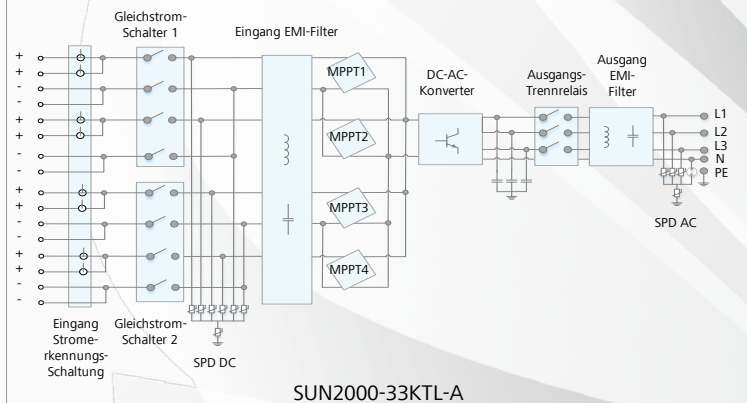 Gleichstrom-
Schalter 1
Eingang EMI-Filter
DC-AC-
Konverter
Ausgangs-
Trennrelais
Ausgang
EMI-
Filter
+
+
-
-
+
+
-
-
+
+
-
-
+
+
-
-
MPPT1
MPPT2
MPPT3
MPPT4
L1
L2
L3
N
PE
SPD AC
Eingang
Strome-
rkennungs-
Schaltung
Gleichstrom-
Schalter 2
SPD DC
SUN2000-33KTL-A